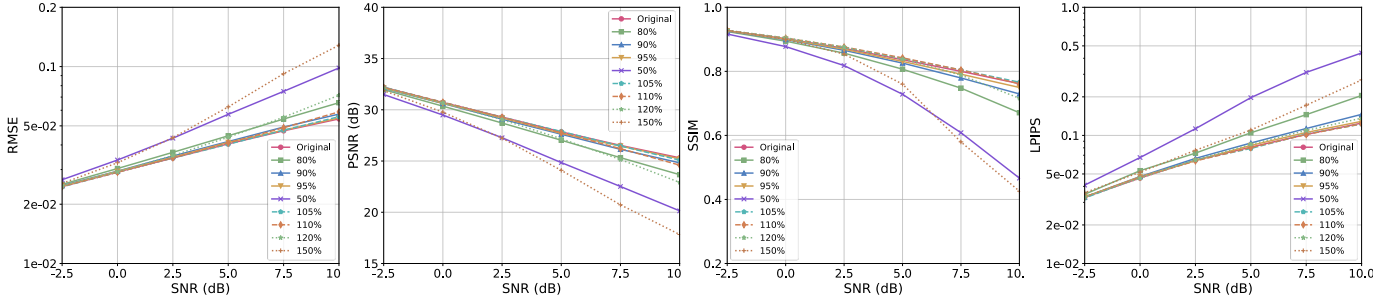 RMSE
0.2
0.1
5e-02
2e-02
1e-02
−2.5 0.0 2.5 5.0 7.5 10.
SNR (dB)
Original
80%
90%
95%
50%
105%
110%
120%
150%
PSNR (dB)
40
35
30
25
20
15
−2.5 0.0 2.5 5.0 7.5 10.
SNR (dB)
Original
80%
90%
95%
50%
105%
110%
120%
150%
SSIM
1.0
0.8
0.6
0.4
0.2
−2.5 0.0 2.5 5.0 7.5 10.
SNR (dB)
Original
80%
90%
95%
50%
105%
110%
120%
150%
LPIPS
1.0
0.5
0.2
0.1
5e-02
1e-02
−2.5 0.0 2.5 5.0 7.5 10.0
SNR (dB)
Original
80%
90%
95%
50%
105%
110%
120%
150%